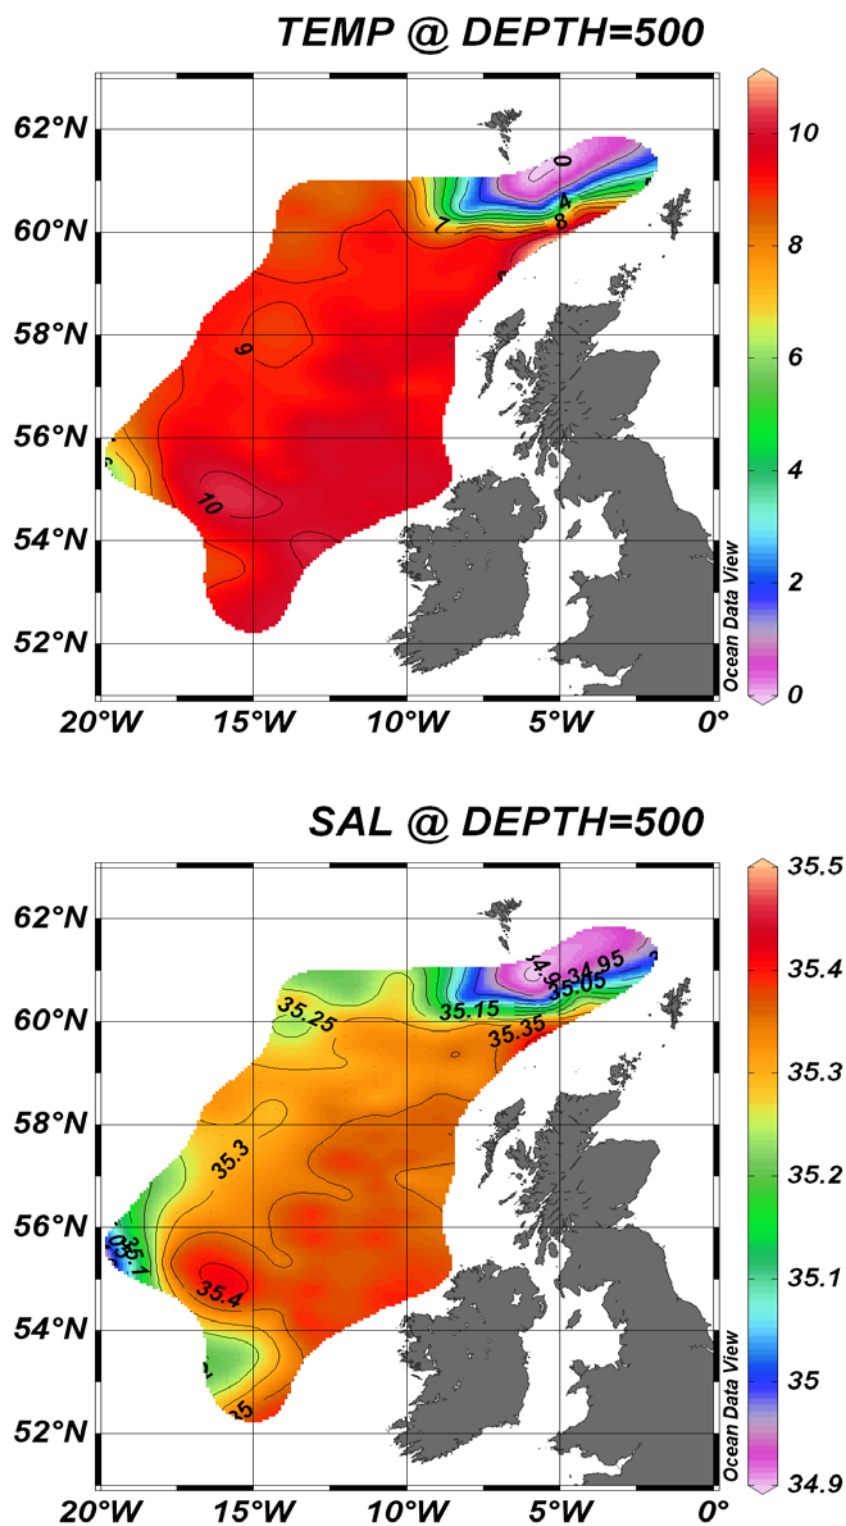 TEMP @ DEPTH=500
62°N
60°N
58°N
56°N
54°N
52°N
20°W
15°W
10°W
5°W
0°
10
8
6
4
2
0
0
4
8
7
9
10
Ocean Data View
SAL @ DEPTH=500
62°N
60°N
58°N
56°N
54°N
52°N
20°W
15°W
10°W
5°W
0°
35.5
35.4
35.3
35.2
35.1
35
34.9
34.95
35.05
35.15
35.35
35.25
35.3
35.1
35.4
Ocean Data View